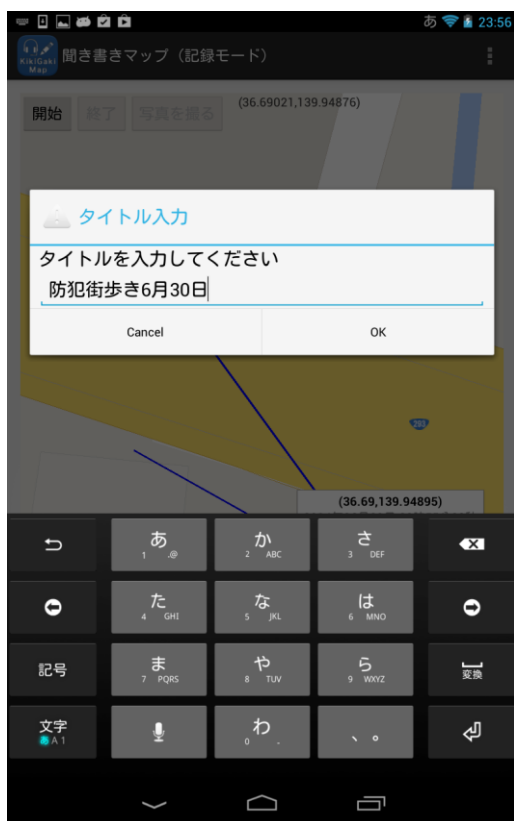 あ 23:56
KikiGaki Map 聞き書きマップ（記録モード）
開始 終了 写真を撮る (36.69021,139.94876)
タイトル入力
タイトルを入力してください
防犯街歩き6月30日
Cancel OK
293
(36.69,139.94895)
あ 1 .@ か 2 ABC さ 3 DEF
た 4 GHI な 5 JKL は 6 MNO
記号 ま 7 PQRS や 8 TUV ら 9 WXYZ 変換
文字 あA1 わ 0 - 、。